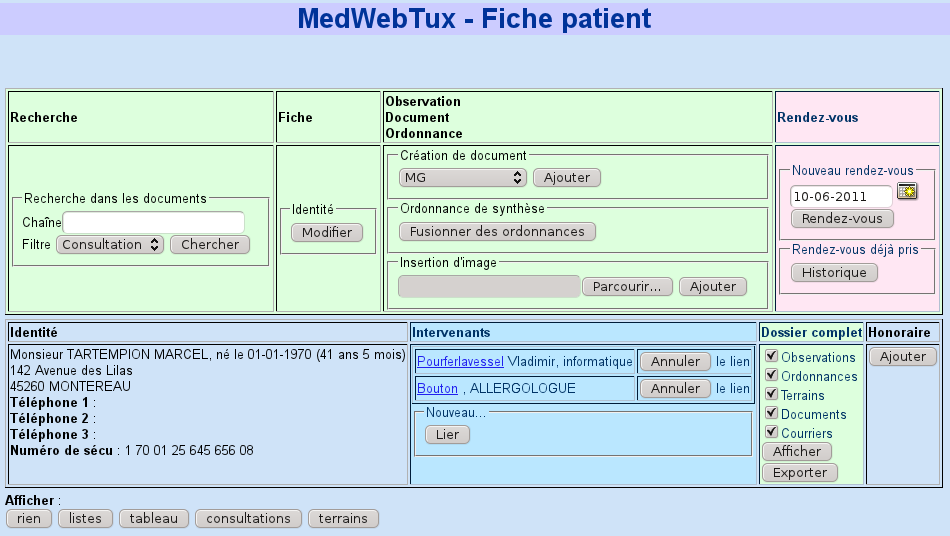 MedWebTux - Fiche patient
Recherche
Fiche
Observation
Document
Ordonnance
Rendez-vous
Recherche dans les documents
Chaîne
Filtre Consultation Chercher
Identité
Modifier
Création de document
MG Ajouter
Ordonnance de synthèse
Fusionner des ordonnances
Insertion d'image
Parcourir... Ajouter
Nouveau rendez-vous
10-06-2011
Rendez-vous
Rendez-vous déjà pris
Historique
Identité
Monsieur TARTEMPION MARCEL, né le 01-01-1970 (41 ans 5 mois)
142 Avenue des Lilas
45260 MONTEREAU
Téléphone 1 :
Téléphone 2 :
Téléphone 3 :
Numéro de sécu : 1 70 01 25 645 656 08
Intervenants
Pourferlavessel Vladimir, informatique Annuler le lien
Bouton , ALLERGOLOGUE Annuler le lien
Nouveau...
Lier
Dossier complet
Observations
Ordonnances
Terrains
Documents
Courriers
Afficher
Exporter
Honoraire
Ajouter
Afficher :
rien listes tableau consultations terrains